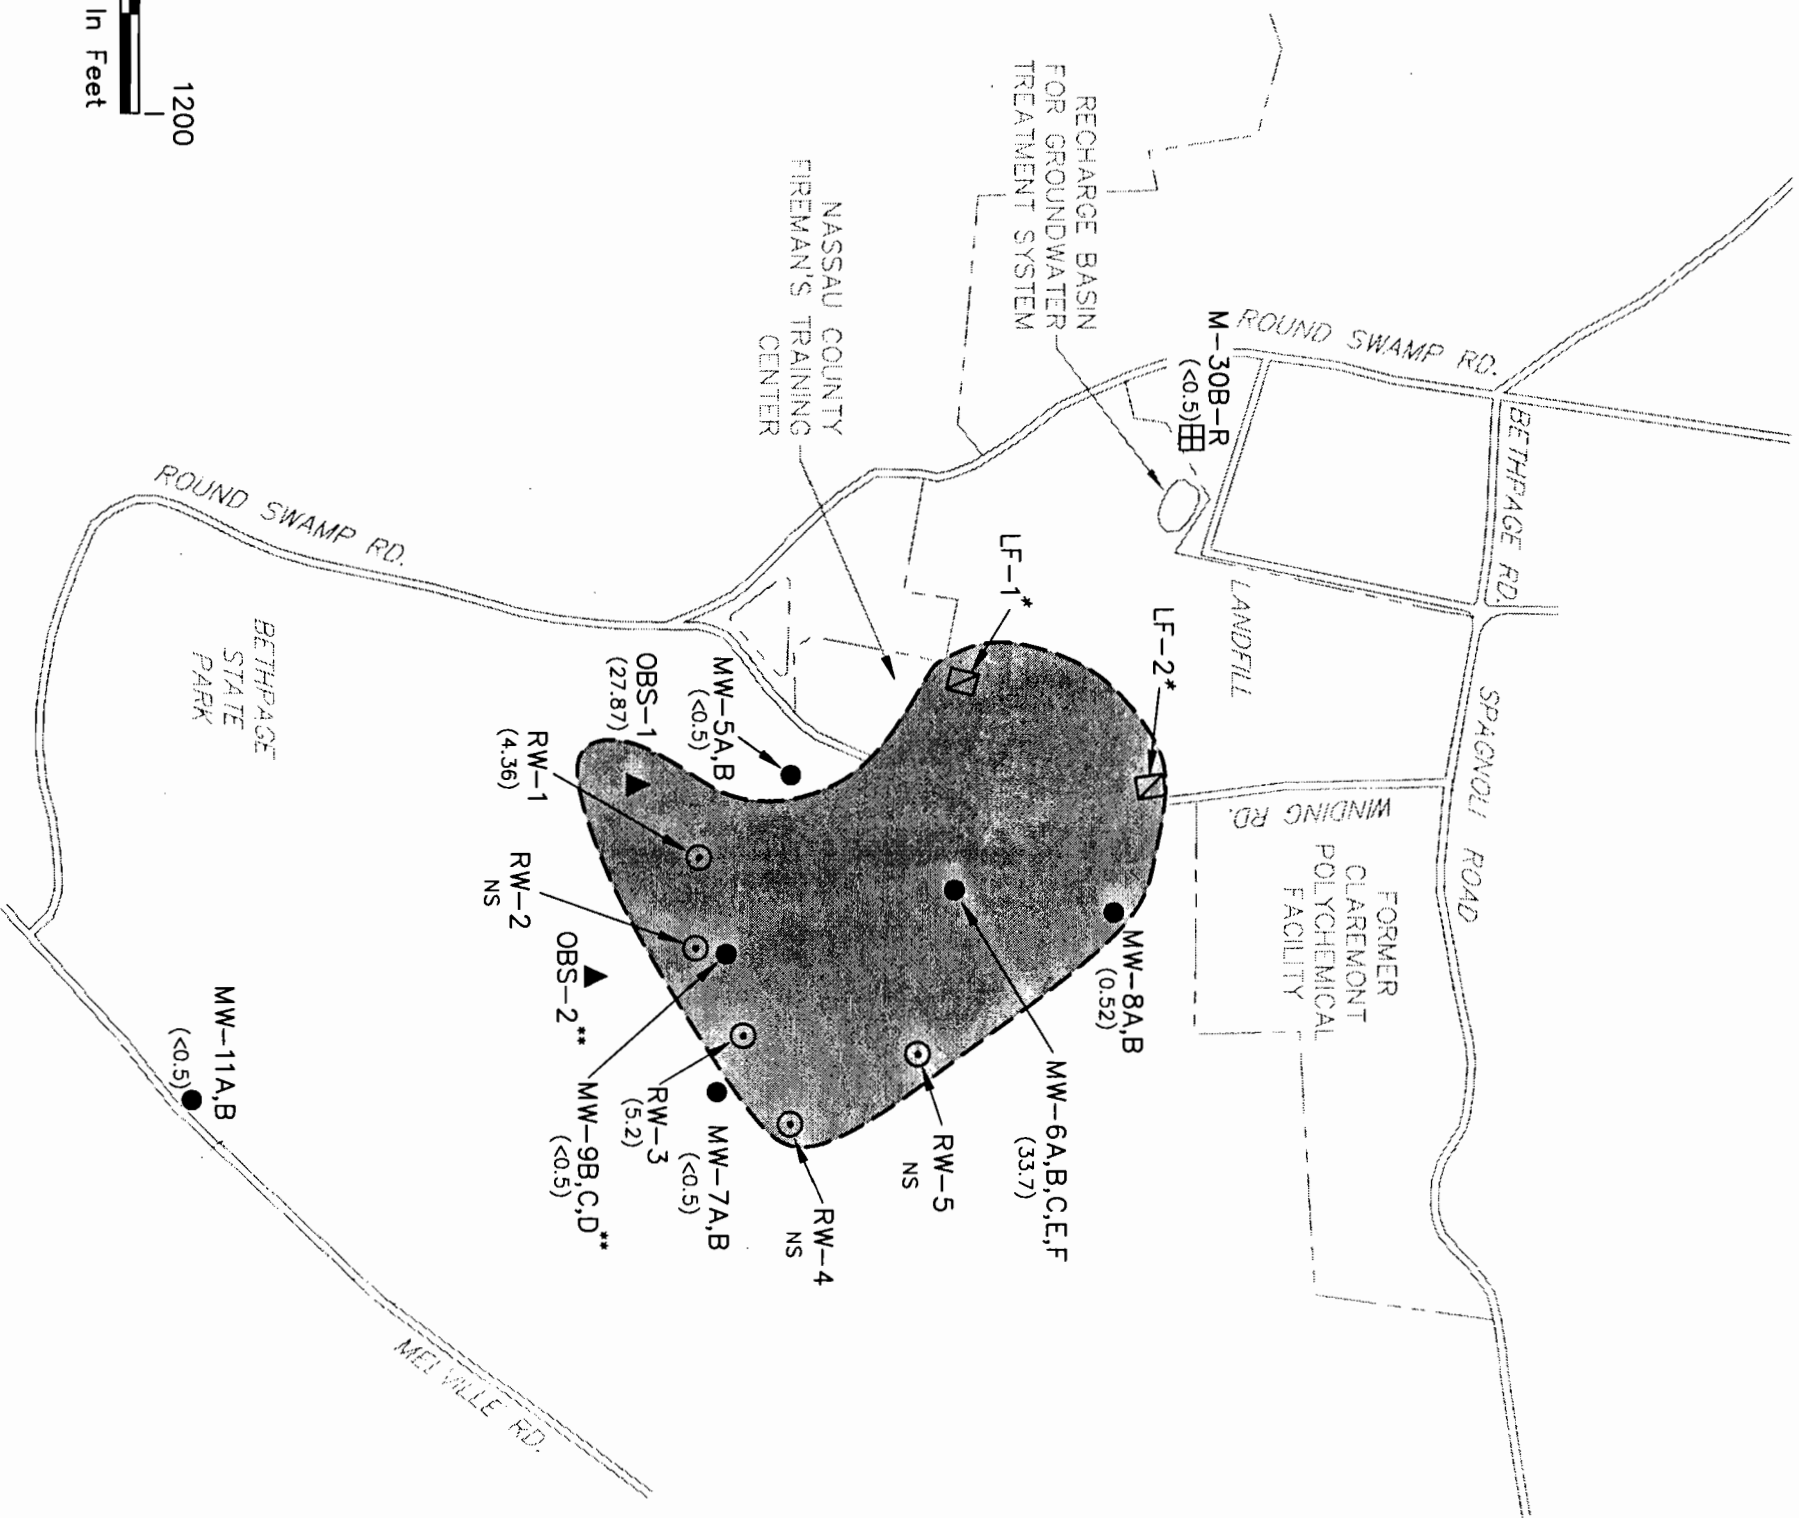 1200
In Feet
RECHARGE BASIN
FOR GROUNDWATER
TREATMENT SYSTEM
NASSAU COUNTY
FIREMAN'S TRAINING
CENTER
M-30B-R
(<0.5)
ROUND SWAMP RD.
BETHPAGE RD.
LANDFILL
LF-1*
LF-2*
SPAGNOLI ROAD
WINDING RD.
FORMER
CLAREMONT
POLYCHEMICAL
FACILITY
ROUND SWAMP RD.
BETHPAGE
STATE
PARK
MW-5A,B
(<0.5)
OBS-1
(27.87)
RW-1
(4.36)
RW-2
NS
OBS-2**
MW-8A,B
(0.52)
MW-6A,B,C,E,F
(33.7)
RW-5
NS
RW-4
NS
MW-7A,B
(<0.5)
RW-3
(5.2)
MW-9B,C,D**
(<0.5)
MW-11A,B
(<0.5)
MELVILLE RD.